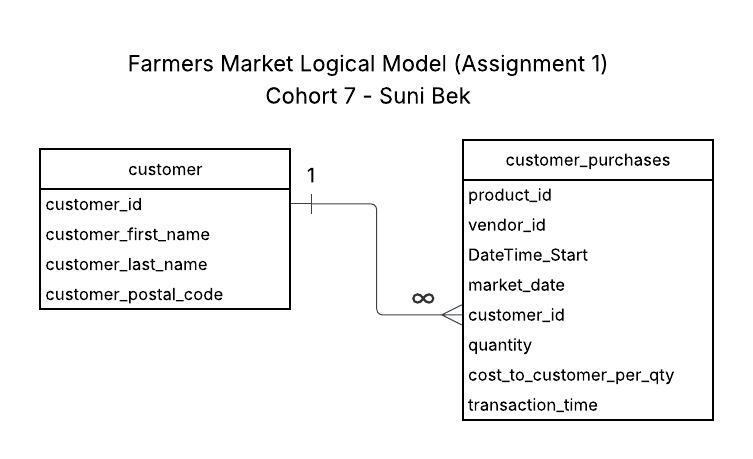 Farmers Market Logical Model (Assignment 1)
Cohort 7 - Suni Bek
customer
customer_id
customer_first_name
customer_last_name
customer_postal_code
1
∞
customer_purchases
product_id
vendor_id
DateTime_Start
market_date
customer_id
quantity
cost_to_customer_per_qty
transaction_time